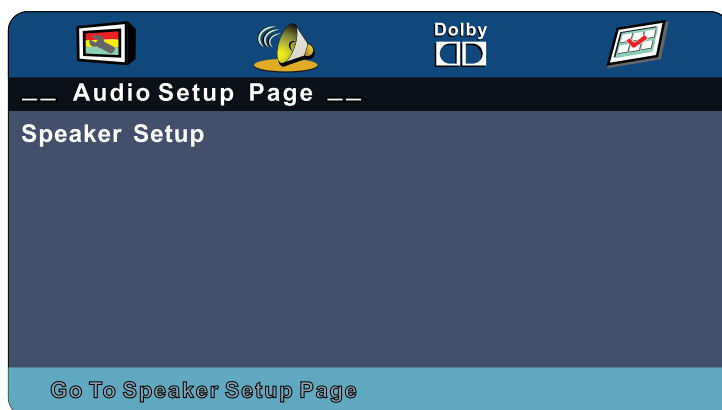 Dolby
__ Audio Setup Page __
Speaker Setup
Go To Speaker Setup Page